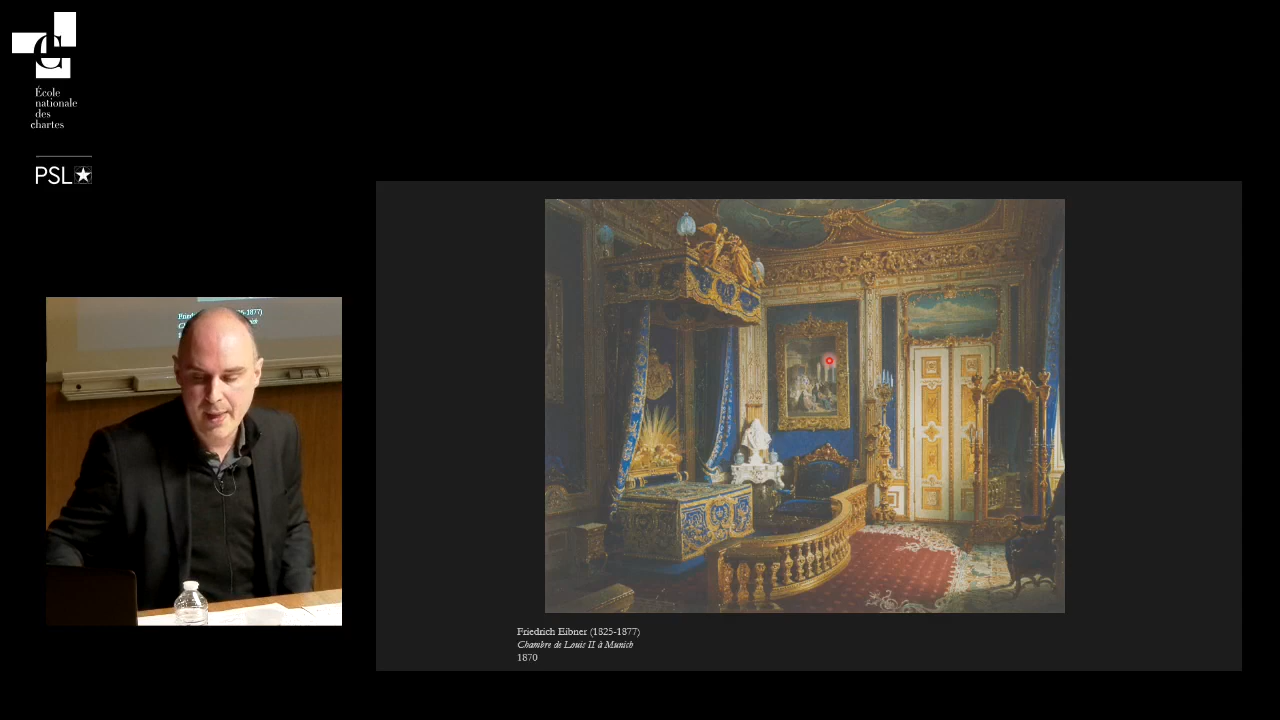 École
nationale
des
chartes
PSL
Friedrich Eibner (1825-1877)
Chambre de Louis II à Munich
1870